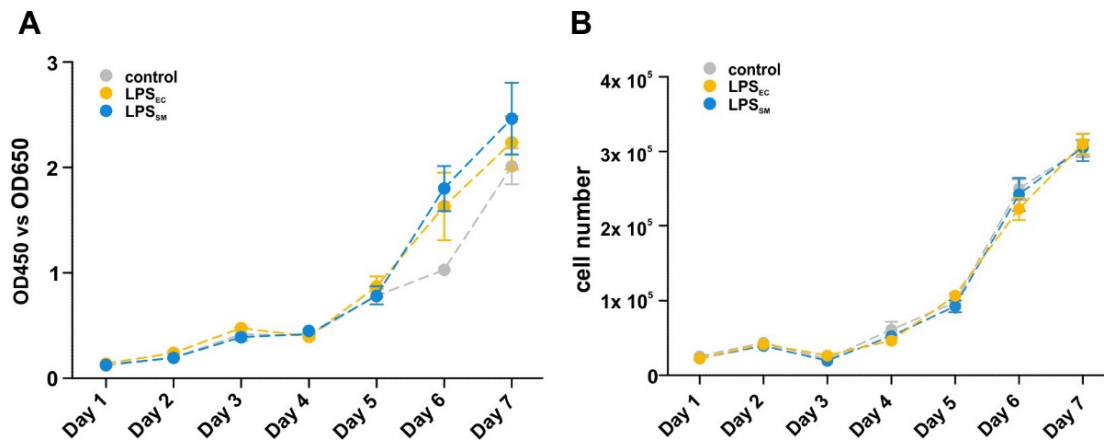 A
3
control
LPSEC
LPSSM
2
1
0
OD450 vs OD650
Day 1
Day 2
Day 3
Day 4
Day 5
Day 6
Day 7
B
4x 10⁵
control
LPSEC
LPSSM
3x 10⁵
2x 10⁵
1x 10⁵
0
cell number
Day 1
Day 2
Day 3
Day 4
Day 5
Day 6
Day 7